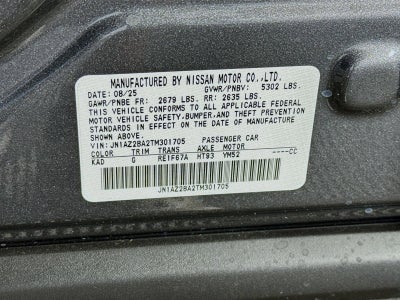 MANUFACTURED BY NISSAN MOTOR CO.,LTD.
DATE: 08/25 GVWR/PNBV: 5302 LBS.
GAWR/PNBE FR: 2679 LBS. RR: 2635 LBS.
THIS VEHICLE CONFORMS TO ALL APPLICABLE FEDERAL
MOTOR VEHICLE SAFETY,BUMPER,AND THEFT PREVENTION
STANDARDS IN EFFECT ON THE DATE OF MANUFACTURE
SHOWN ABOVE.
VIN: JN1AZ2BA2TM301705 PASSENGER CAR
COLOR TRIM TRANS AXLE MOTOR
KAD G RE1F67A HT93 YM52 ----CC
JN1AZ2BA2TM301705